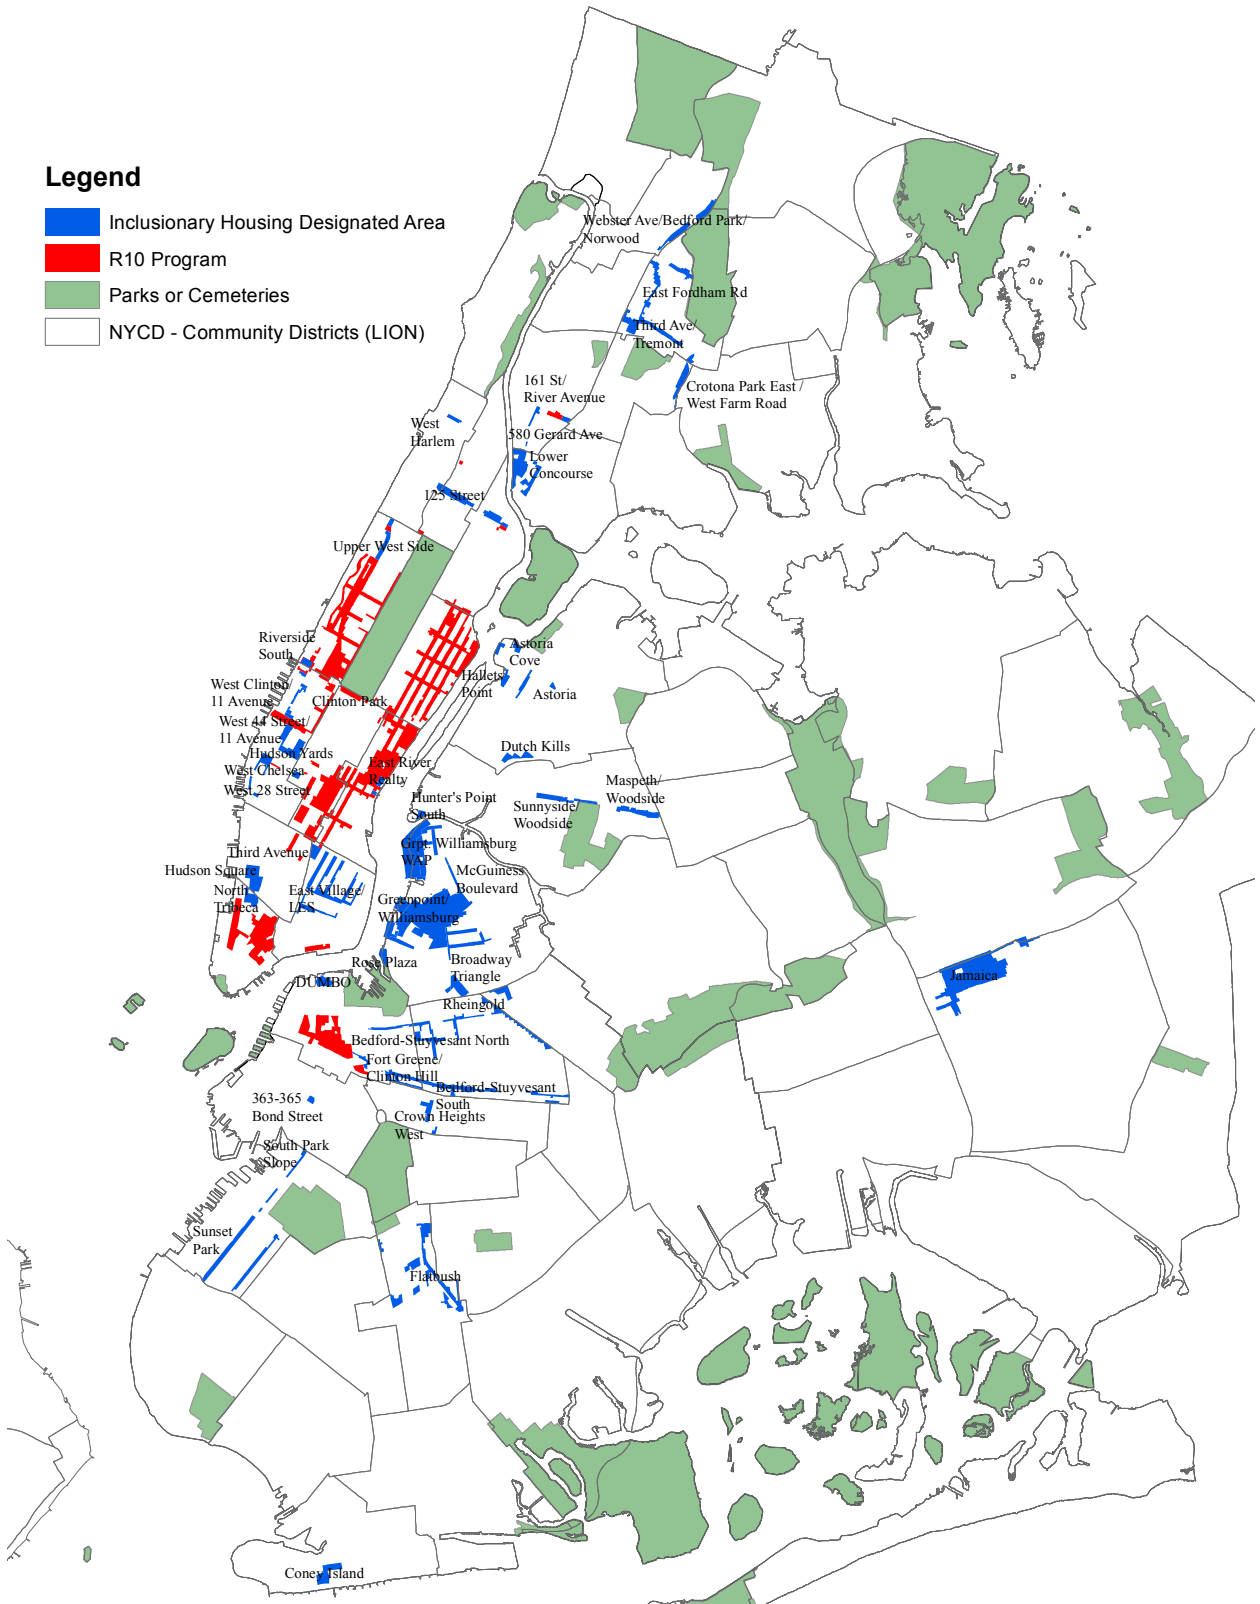 Legend
Inclusionary Housing Designated Area
R10 Program
Parks or Cemeteries
NYCD - Community Districts (LION)
Webster Ave/Bedford Park/
Norwood
East Fordham Rd
Third Ave/
Tremont
161 St/
River Avenue
Crotona Park East /
West Farm Road
West
Harlem
580 Gerard Ave
Lower
Concourse
125 Street
Upper West Side
Riverside
South
Astoria
Cove
Hallets
Point
Astoria
West Clinton/
11 Avenue
Clinton Park
West 44 Street/
11 Avenue
Hudson Yards
West Chelsea
West 28 Street
East River
Realty
Dutch Kills
Maspeth/
Woodside
Hunter's Point
South
Sunnyside/
Woodside
Grpt. Williamsburg
WAP
Third Avenue
Hudson Square
McGuiness
Boulevard
North
Tribeca
East Village/
LES
Greenpoint/
Williamsburg
Rose Plaza
Broadway
Triangle
DUMBO
Jamaica
Rheingold
Bedford-Stuyvesant North
Fort Greene/
Clinton Hill
Bedford-Stuyvesant
South
363-365
Bond Street
Crown Heights
West
South Park
Slope
Sunset
Park
Flatbush
Coney Island